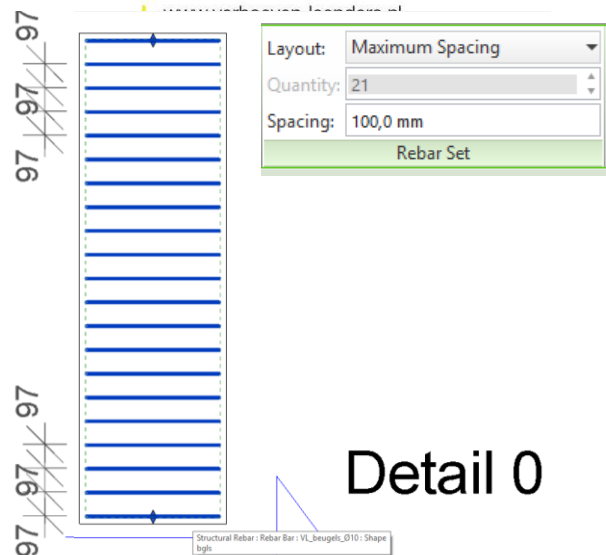 97
97
97
97
97
97
Layout: Maximum Spacing
Quantity: 21
Spacing: 100,0 mm
Rebar Set
Detail 0
Structural Rebar : Rebar Bar : VL_beugels_Ø10 : Shape
bgls